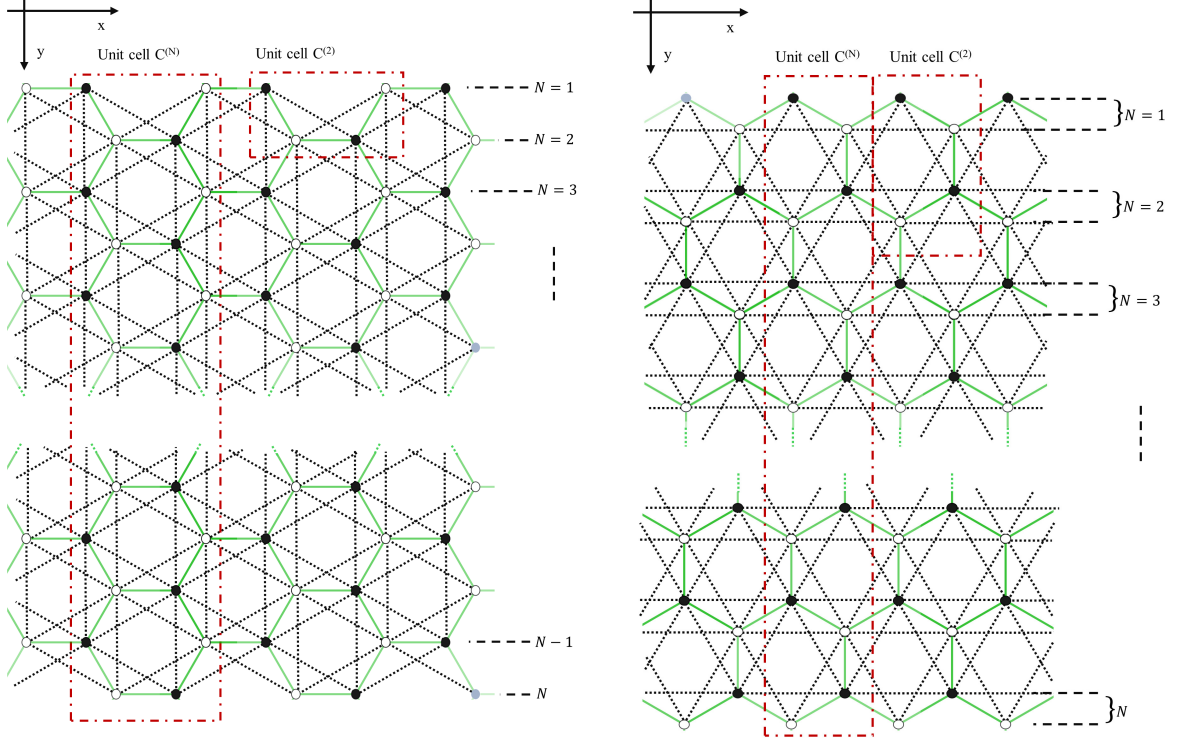 x
y
Unit cell C^(N)
Unit cell C^(2)
N = 1
N = 2
N = 3
N − 1
N
x
y
Unit cell C^(N)
Unit cell C^(2)
} N = 1
} N = 2
} N = 3
} N